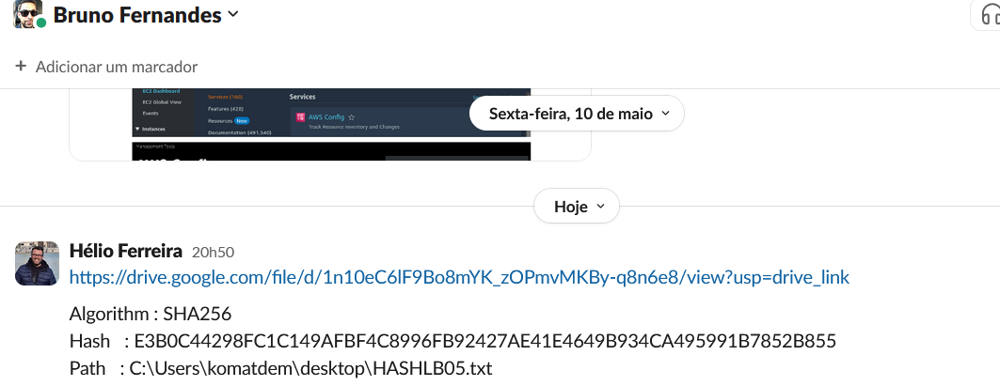 Bruno Fernandes
+ Adicionar um marcador
EC2 Dashboard
EC2 Global View
Events
Instances
Services (160)
Features (420)
Resources New
Documentation (491,540)
Services
AWS Config
Track Resource Inventory and Changes
Sexta-feira, 10 de maio
Management Tools
Hoje
Hélio Ferreira 20h50
https://drive.google.com/file/d/1n10eC6lF9Bo8mYK_zOPmvMKBy-q8n6e8/view?usp=drive_link
Algorithm : SHA256
Hash : E3B0C44298FC1C149AFBF4C8996FB92427AE41E4649B934CA495991B7852B855
Path : C:\Users\komatdem\desktop\HASHLB05.txt